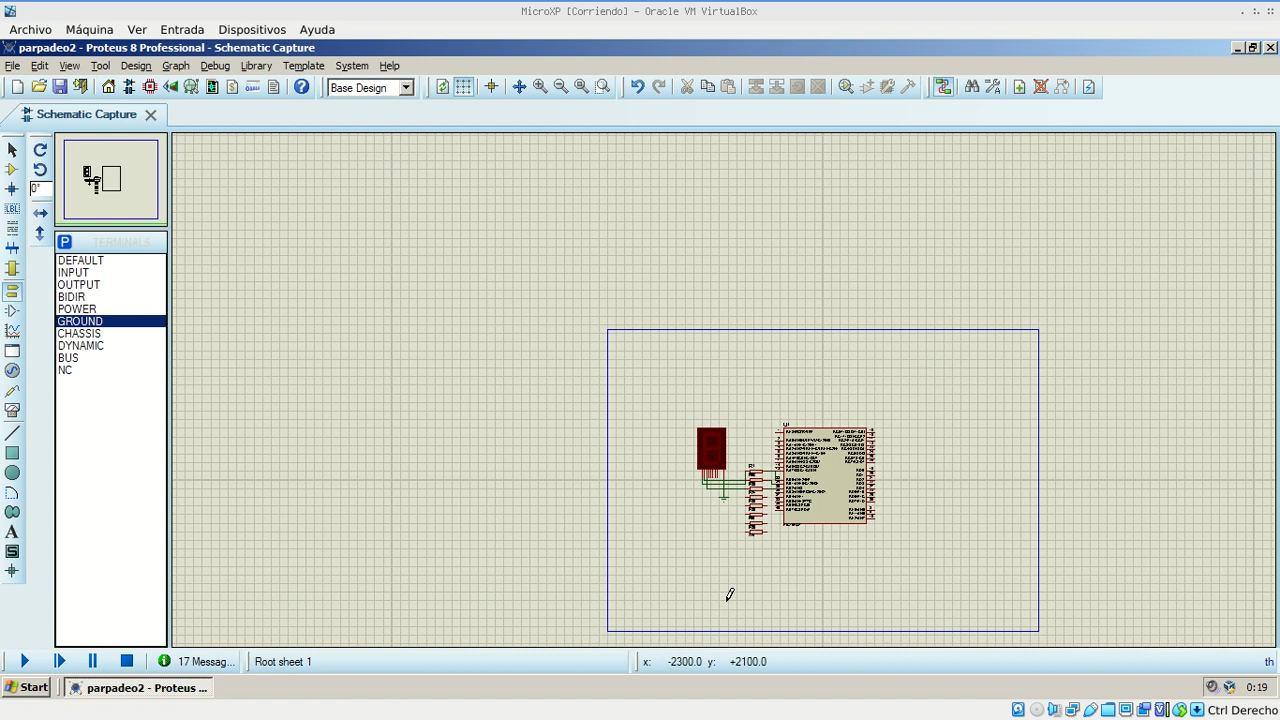 MicroXP [Corriendo] - Oracle VM VirtualBox
Archivo Máquina Ver Entrada Dispositivos Ayuda
parpadeo2 - Proteus 8 Professional - Schematic Capture
File Edit View Tool Design Graph Debug Library Template System Help
Base Design
Schematic Capture
0°
LBL
P TERMINALS
DEFAULT
INPUT
OUTPUT
BIDIR
POWER
GROUND
CHASSIS
DYNAMIC
BUS
NC
A
S
U1
R1
17 Messag... Root sheet 1 x: -2300.0 y: +2100.0 th
Start parpadeo2 - Proteus ... 0:19
Ctrl Derecho